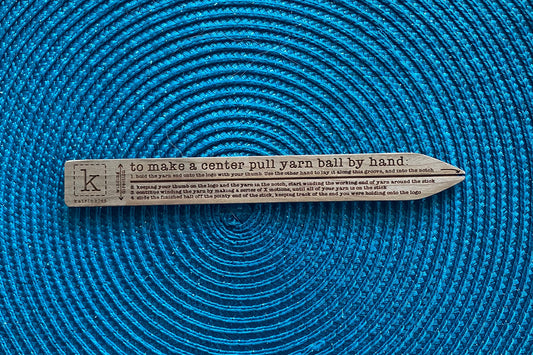 k
to make a center pull yarn ball by hand.
1. hold the yarn end onto the logo with your thumb. Use the other hand to lay it along this groove, and into the notch
2. keeping your thumb on the logo and the yarn in the notch, start winding the working end of yarn around the stick
3. continue winding the yarn by making a series of X motions, until all of your yarn is on the stick
4. slide the finished ball off the pointy end of the stick, keeping track of the end you were holding onto the logo